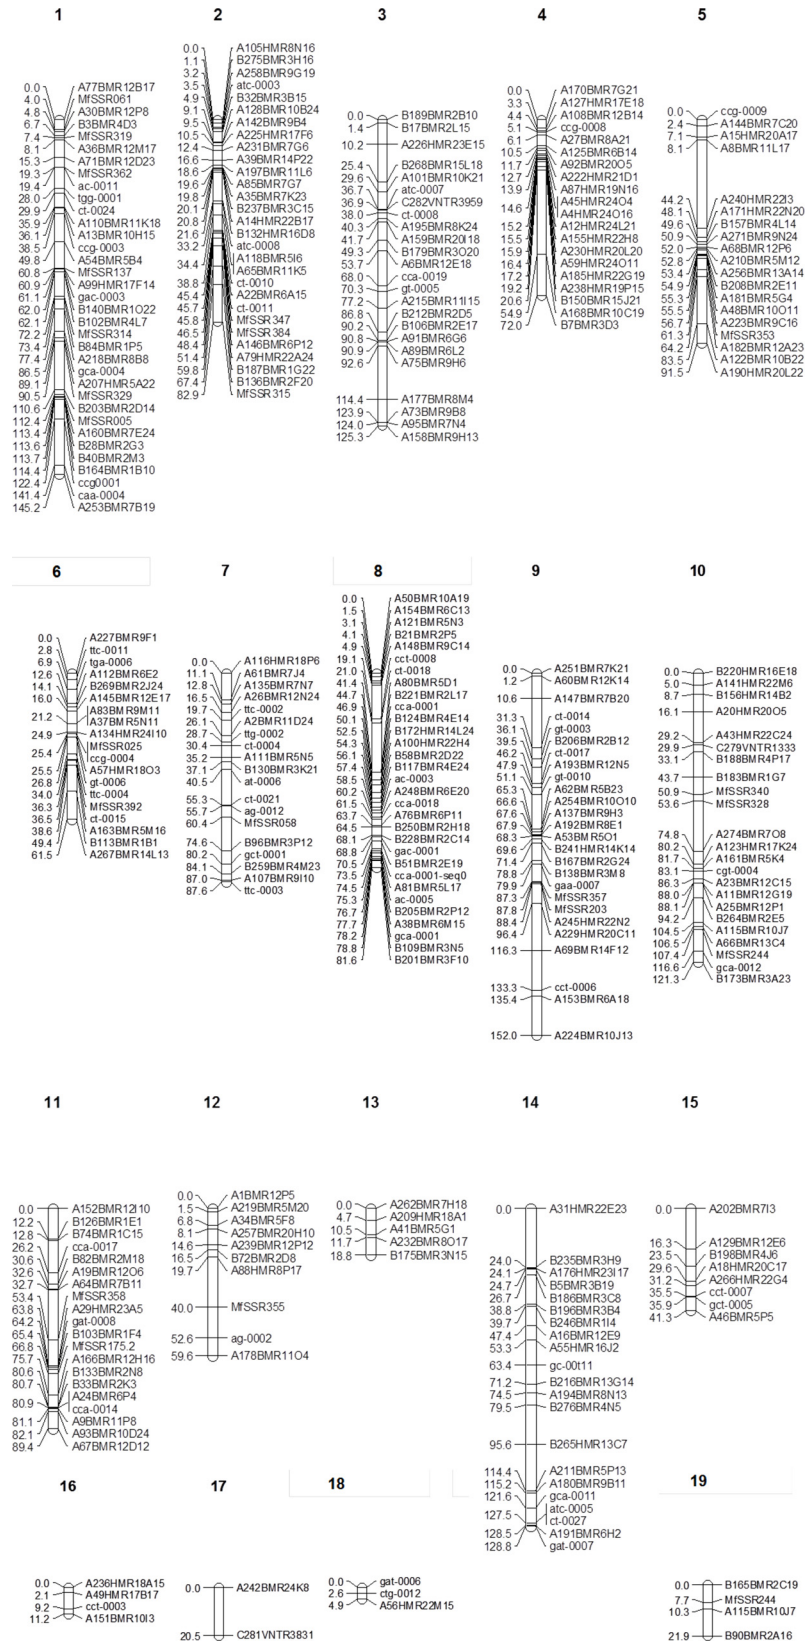 1
0.0 A77BMR12B17
4.0 MfSSR061
4.8 A30BMR12P8
6.7 B3BMR4D3
7.4 MfSSR319
8.1 A36BMR12M17
15.3 A71BMR12D23
19.3 MfSSR362
19.4 ac-0011
28.0 tgg-0001
29.9 ct-0024
35.9 A110BMR11K18
36.1 A13BMR10H15
38.5 ccg-0003
49.8 A54BMR5B4
60.8 MfSSR137
60.9 A99HMR17F14
61.1 gac-0003
62.0 B140BMR1O22
62.1 B102BMR4L7
72.2 MfSSR314
73.4 B84BMR1P5
77.4 A218BMR8B8
86.5 gca-0004
89.1 A207HMR5A22
90.5 MfSSR329
110.6 B203BMR2D14
112.4 MfSSR005
113.4 A160BMR7E24
113.6 B28BMR2G3
113.7 B40BMR2M3
114.4 B164BMR1B10
122.4 ccg0001
141.4 caa-0004
145.2 A253BMR7B19
2
0.0 A105HMR8N16
1.1 B275BMR3H16
3.2 A258BMR9G19
3.5 atc-0003
4.9 B32BMR3B15
9.1 A128BMR10B24
9.5 A142BMR9B4
10.5 A225HMR17F6
12.4 A231BMR7G6
16.6 A39BMR14P22
18.6 A197BMR11L6
19.6 A85BMR7G7
19.8 A35BMR7K23
20.1 B237BMR3C15
20.8 A14HMR22B17
21.6 B132HMR16D8
33.2 atc-0008
34.4 A118BMR5I6
A65BMR11K5
38.8 ct-0010
45.4 A22BMR6A15
45.7 ct-0011
45.8 MfSSR347
46.5 MfSSR384
48.4 A146BMR6P12
51.4 A79HMR22A24
59.8 B187BMR1G22
67.4 B136BMR2F20
82.9 MfSSR315
3
0.0 B189BMR2B10
1.4 B17BMR2L15
10.2 A226HMR23E15
25.4 B268BMR15L18
29.6 A101BMR10K21
36.7 atc-0007
36.9 C282VNTR3959
38.0 ct-0008
40.3 A195BMR8K24
41.7 A159BMR20I18
49.3 B179BMR3O20
53.7 A6BMR12E18
68.0 cca-0019
70.3 gt-0005
77.2 A215BMR11I15
86.8 B212BMR2D5
90.2 B106BMR2E17
90.8 A91BMR6G6
90.9 A89BMR6L2
92.6 A75BMR9H6
114.4 A177BMR8M4
123.9 A73BMR9B8
124.0 A95BMR7N4
125.3 A158BMR9H13
4
0.0 A170BMR7G21
3.3 A127HMR17E18
4.4 A108BMR12B14
5.1 ccg-0008
6.1 A27BMR8A21
10.5 A125BMR6B14
11.7 A92BMR20O5
12.7 A222HMR21D1
13.9 A87HMR19N16
14.6 A45HMR24O4
A4HMR24O16
15.2 A12HMR24L21
15.5 A155HMR22H8
15.9 A230HMR20L20
16.4 A59HMR24O11
17.2 A185HMR22G19
19.2 A238HMR19P15
20.6 B150BMR15J21
54.9 A168BMR10C19
72.0 B7BMR3D3
5
0.0 ccg-0009
2.4 A144BMR7C20
7.1 A15HMR20A17
8.1 A8BMR11L17
44.2 A240HMR22I3
48.1 A171HMR22N20
49.6 B157BMR4L14
50.9 A271BMR9N24
52.0 A68BMR12P6
52.8 A210BMR5M12
53.4 A256BMR13A14
54.9 B208BMR2E11
55.3 A181BMR5G4
55.5 A48BMR10O11
56.7 A223BMR9C16
61.3 MfSSR353
64.2 A182BMR12A23
83.5 A122BMR10B22
91.5 A190HMR20L22
6
0.0 A227BMR9F1
2.8 ttc-0011
6.9 tga-0006
12.6 A112BMR6E2
14.1 B269BMR2J24
16.0 A145BMR12E17
21.2 A83BMR9M11
A37BMR5N11
24.9 A134HMR24I10
25.4 MfSSR025
ccg-0004
25.5 A57HMR18O3
26.8 gt-0006
34.0 ttc-0004
36.3 MfSSR392
36.5 ct-0015
38.6 A163BMR5M16
49.4 B113BMR1B1
61.5 A267BMR14L13
7
0.0 A116HMR18P6
11.1 A61BMR7J4
12.8 A135BMR7N7
16.5 A26BMR12N24
19.7 ttc-0002
26.1 A2BMR11D24
28.7 ttg-0002
30.4 ct-0004
35.2 A111BMR5N5
37.1 B130BMR3K21
40.5 at-0006
55.3 ct-0021
55.7 ag-0012
60.4 MfSSR058
74.6 B96BMR3P12
80.2 gct-0001
84.1 B259BMR4M23
87.0 A107BMR9I10
87.6 ttc-0003
8
0.0 A50BMR10A19
1.5 A154BMR6C13
3.1 A121BMR5N3
4.1 B21BMR2P5
4.9 A148BMR9C14
19.1 cct-0008
21.0 ct-0018
41.4 A80BMR5D1
44.7 B221BMR2L17
46.9 cca-0001
50.1 B124BMR4E14
52.5 B172HMR14L24
54.3 A100HMR22H4
56.1 B58BMR2D22
57.4 B117BMR4E24
58.5 ac-0003
60.2 A248BMR6E20
61.5 cca-0018
63.7 A76BMR6P11
64.5 B250BMR2H18
68.1 B228BMR2C14
68.8 gac-0001
70.5 B51BMR2E19
73.5 cca-0001-seq0
74.5 A81BMR5L17
75.3 ac-0005
76.7 B205BMR2P12
77.7 A38BMR6M15
78.2 gca-0001
78.8 B109BMR3N5
81.6 B201BMR3F10
9
0.0 A251BMR7K21
1.2 A60BMR12K14
10.6 A147BMR7B20
31.3 ct-0014
36.1 gt-0003
39.5 B206BMR2B12
46.2 ct-0017
47.9 A193BMR12N5
51.1 gt-0010
65.3 A62BMR5B23
66.6 A254BMR10O10
67.6 A137BMR9H3
67.9 A192BMR8E1
68.3 A53BMR5O1
69.6 B241HMR14K14
71.4 B167BMR2G24
78.8 B138BMR3M8
79.9 gaa-0007
87.3 MfSSR357
87.8 MfSSR203
88.4 A245HMR22N2
96.4 A229HMR20C11
116.3 A69BMR14F12
133.3 cct-0006
135.4 A153BMR6A18
152.0 A224BMR10J13
10
0.0 B220HMR16E18
5.0 A141HMR22M6
8.7 B156HMR14B2
16.1 A20HMR20O5
29.2 A43HMR22C24
29.9 C279VNTR1333
33.1 B188BMR4P17
43.7 B183BMR1G7
50.9 MfSSR340
53.6 MfSSR328
74.8 A274BMR7O8
80.2 A123HMR17K24
81.7 A161BMR5K4
83.1 cgt-0004
86.3 A23BMR12C15
88.0 A11BMR12G19
88.1 A25BMR12P1
94.2 B264BMR2E5
104.5 A115BMR10J7
106.5 A66BMR13C4
107.4 MfSSR244
116.6 gca-0012
121.3 B173BMR3A23
11
0.0 A152BMR12I10
12.2 B126BMR1E1
12.8 B74BMR1C15
26.2 cca-0017
30.6 B82BMR2M18
32.6 A19BMR12O6
32.7 A64BMR7B11
53.4 MfSSR358
63.8 A29HMR23A5
64.2 gat-0008
65.4 B103BMR1F4
66.8 MfSSR175.2
75.7 A166BMR12H16
80.6 B133BMR2N8
80.7 B33BMR2K3
80.9 A24BMR6P4
cca-0014
81.1 A9BMR11P8
82.1 A93BMR10D24
89.4 A67BMR12D12
12
0.0 A1BMR12P5
1.5 A219BMR5M20
6.8 A34BMR5F8
8.1 A257BMR20H10
14.6 A239BMR12P12
16.5 B72BMR2D8
19.7 A88HMR8P17
40.0 MfSSR355
52.6 ag-0002
59.6 A178BMR11O4
13
0.0 A262BMR7H18
4.7 A209HMR18A1
10.5 A41BMR5G1
11.7 A232BMR8O17
18.8 B175BMR3N15
14
0.0 A31HMR22E23
24.0 B235BMR3H9
24.1 A176HMR23I17
24.7 B5BMR3B19
26.7 B186BMR3C8
38.8 B196BMR3B4
39.7 B246BMR1I4
47.4 A16BMR12E9
53.3 A55HMR16J2
63.4 gc-00t11
71.2 B216BMR13G14
74.5 A194BMR8N13
79.5 B276BMR4N5
95.6 B265HMR13C7
114.4 A211BMR5P13
115.2 A180BMR9B11
121.6 gca-0011
127.5 atc-0005
ct-0027
128.5 A191BMR6H2
128.8 gat-0007
15
0.0 A202BMR7I3
16.3 A129BMR12E6
23.5 B198BMR4J6
29.6 A18HMR20C17
31.2 A266HMR22G4
35.5 cct-0007
35.9 gct-0005
41.3 A46BMR5P5
16
0.0 A236HMR18A15
2.1 A49HMR17B17
9.2 cct-0003
11.2 A151BMR10I3
17
0.0 A242BMR24K8
20.5 C281VNTR3831
18
0.0 gat-0006
2.6 ctg-0012
4.9 A56HMR22M15
19
0.0 B165BMR2C19
7.7 MfSSR244
10.3 A115BMR10J7
21.9 B90BMR2A16